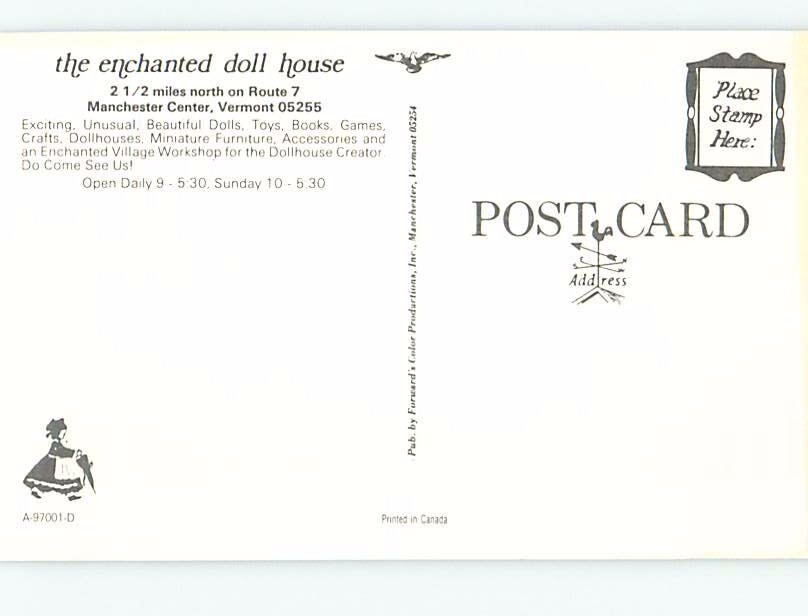 the enchanted doll house
2 1/2 miles north on Route 7
Manchester Center, Vermont 05255
Exciting, Unusual, Beautiful Dolls, Toys, Books, Games,
Crafts, Dollhouses, Miniature Furniture, Accessories and
an Enchanted Village Workshop for the Dollhouse Creator.
Do Come See Us!
Open Daily 9 - 5:30, Sunday 10 - 5:30
A-97001-D
Pub. by Forward's Color Productions, Inc., Manchester, Vermont 05254
Printed in Canada
Place
Stamp
Here:
POST CARD
Address